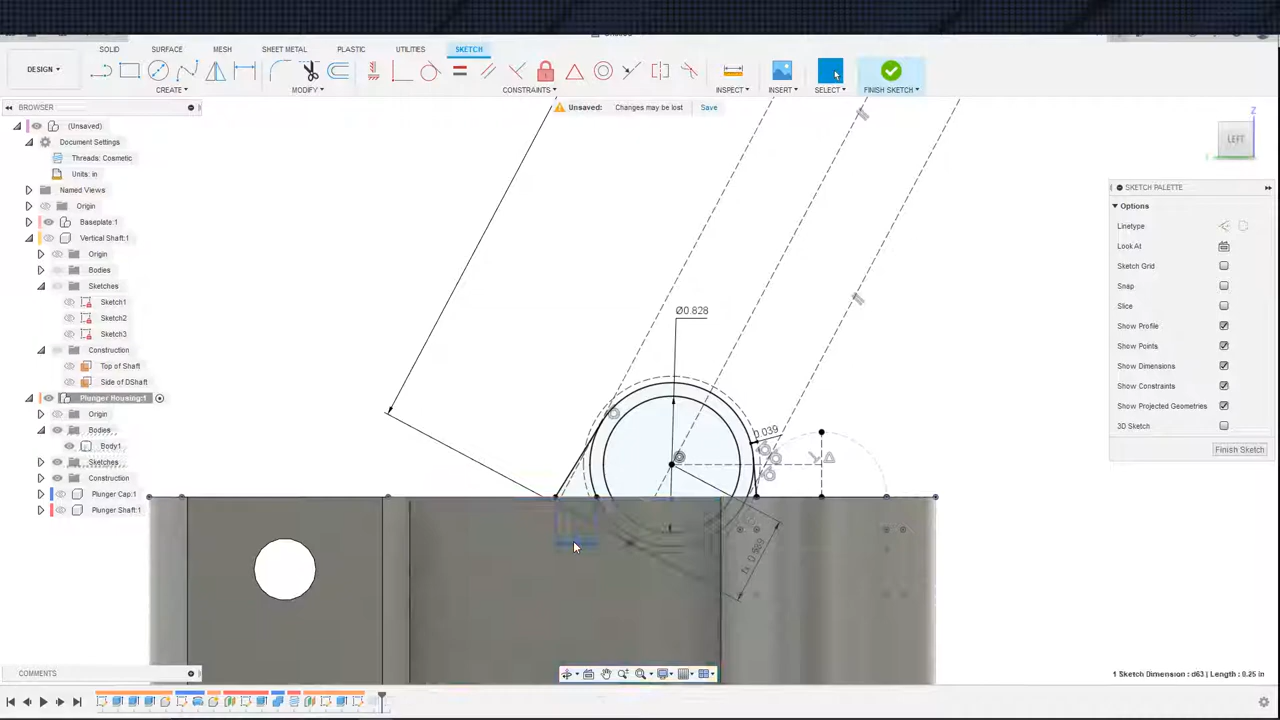 SOLID
SURFACE
MESH
SHEET METAL
PLASTIC
UTILITIES
SKETCH
DESIGN
CREATE
MODIFY
CONSTRAINTS
INSPECT
INSERT
SELECT
FINISH SKETCH
BROWSER
Unsaved: Changes may be lost Save
(Unsaved)
Document Settings
Threads: Cosmetic
Units: in
Named Views
Origin
Baseplate:1
Vertical Shaft:1
Origin
Bodies
Sketches
Sketch1
Sketch2
Sketch3
Construction
Top of Shaft
Side of DShaft
Plunger Housing:1
Origin
Bodies
Body1
Sketches
Construction
Plunger Cap:1
Plunger Shaft:1
Z
LEFT
SKETCH PALETTE
Options
Linetype
Look At
Sketch Grid
Snap
Slice
Show Profile
Show Points
Show Dimensions
Show Constraints
Show Projected Geometries
3D Sketch
Finish Sketch
Ø0.828
0.039
fx: 0.599
COMMENTS
1 Sketch Dimension : d63 | Length : 0.25 in